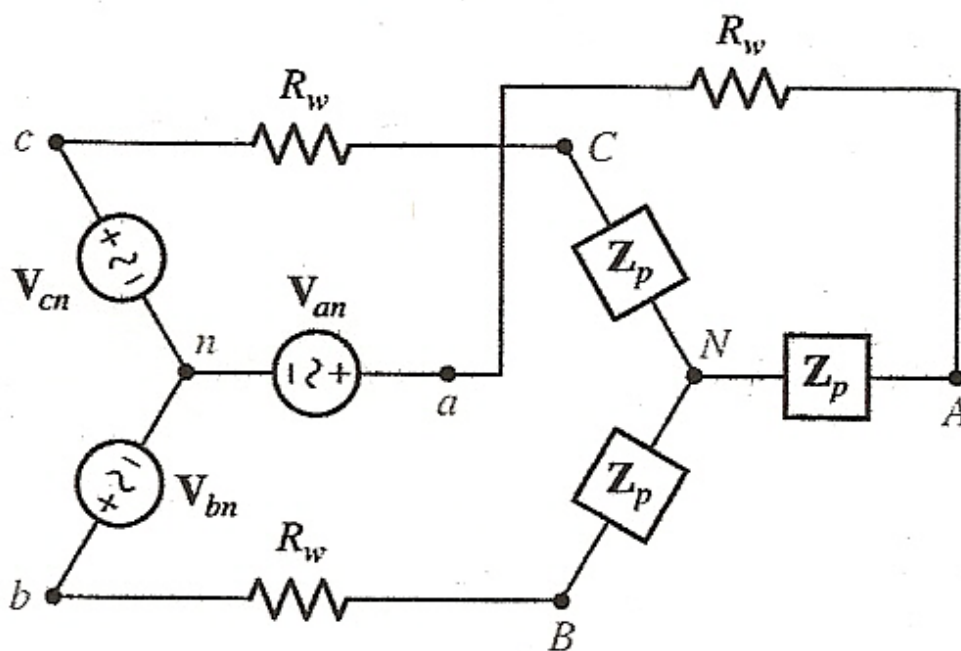 R_w
R_w
c
C
+
~
−
V_cn
Z_p
V_an
n
− ~ +
a
N
Z_p
A
− ~ +
V_bn
Z_p
R_w
b
B